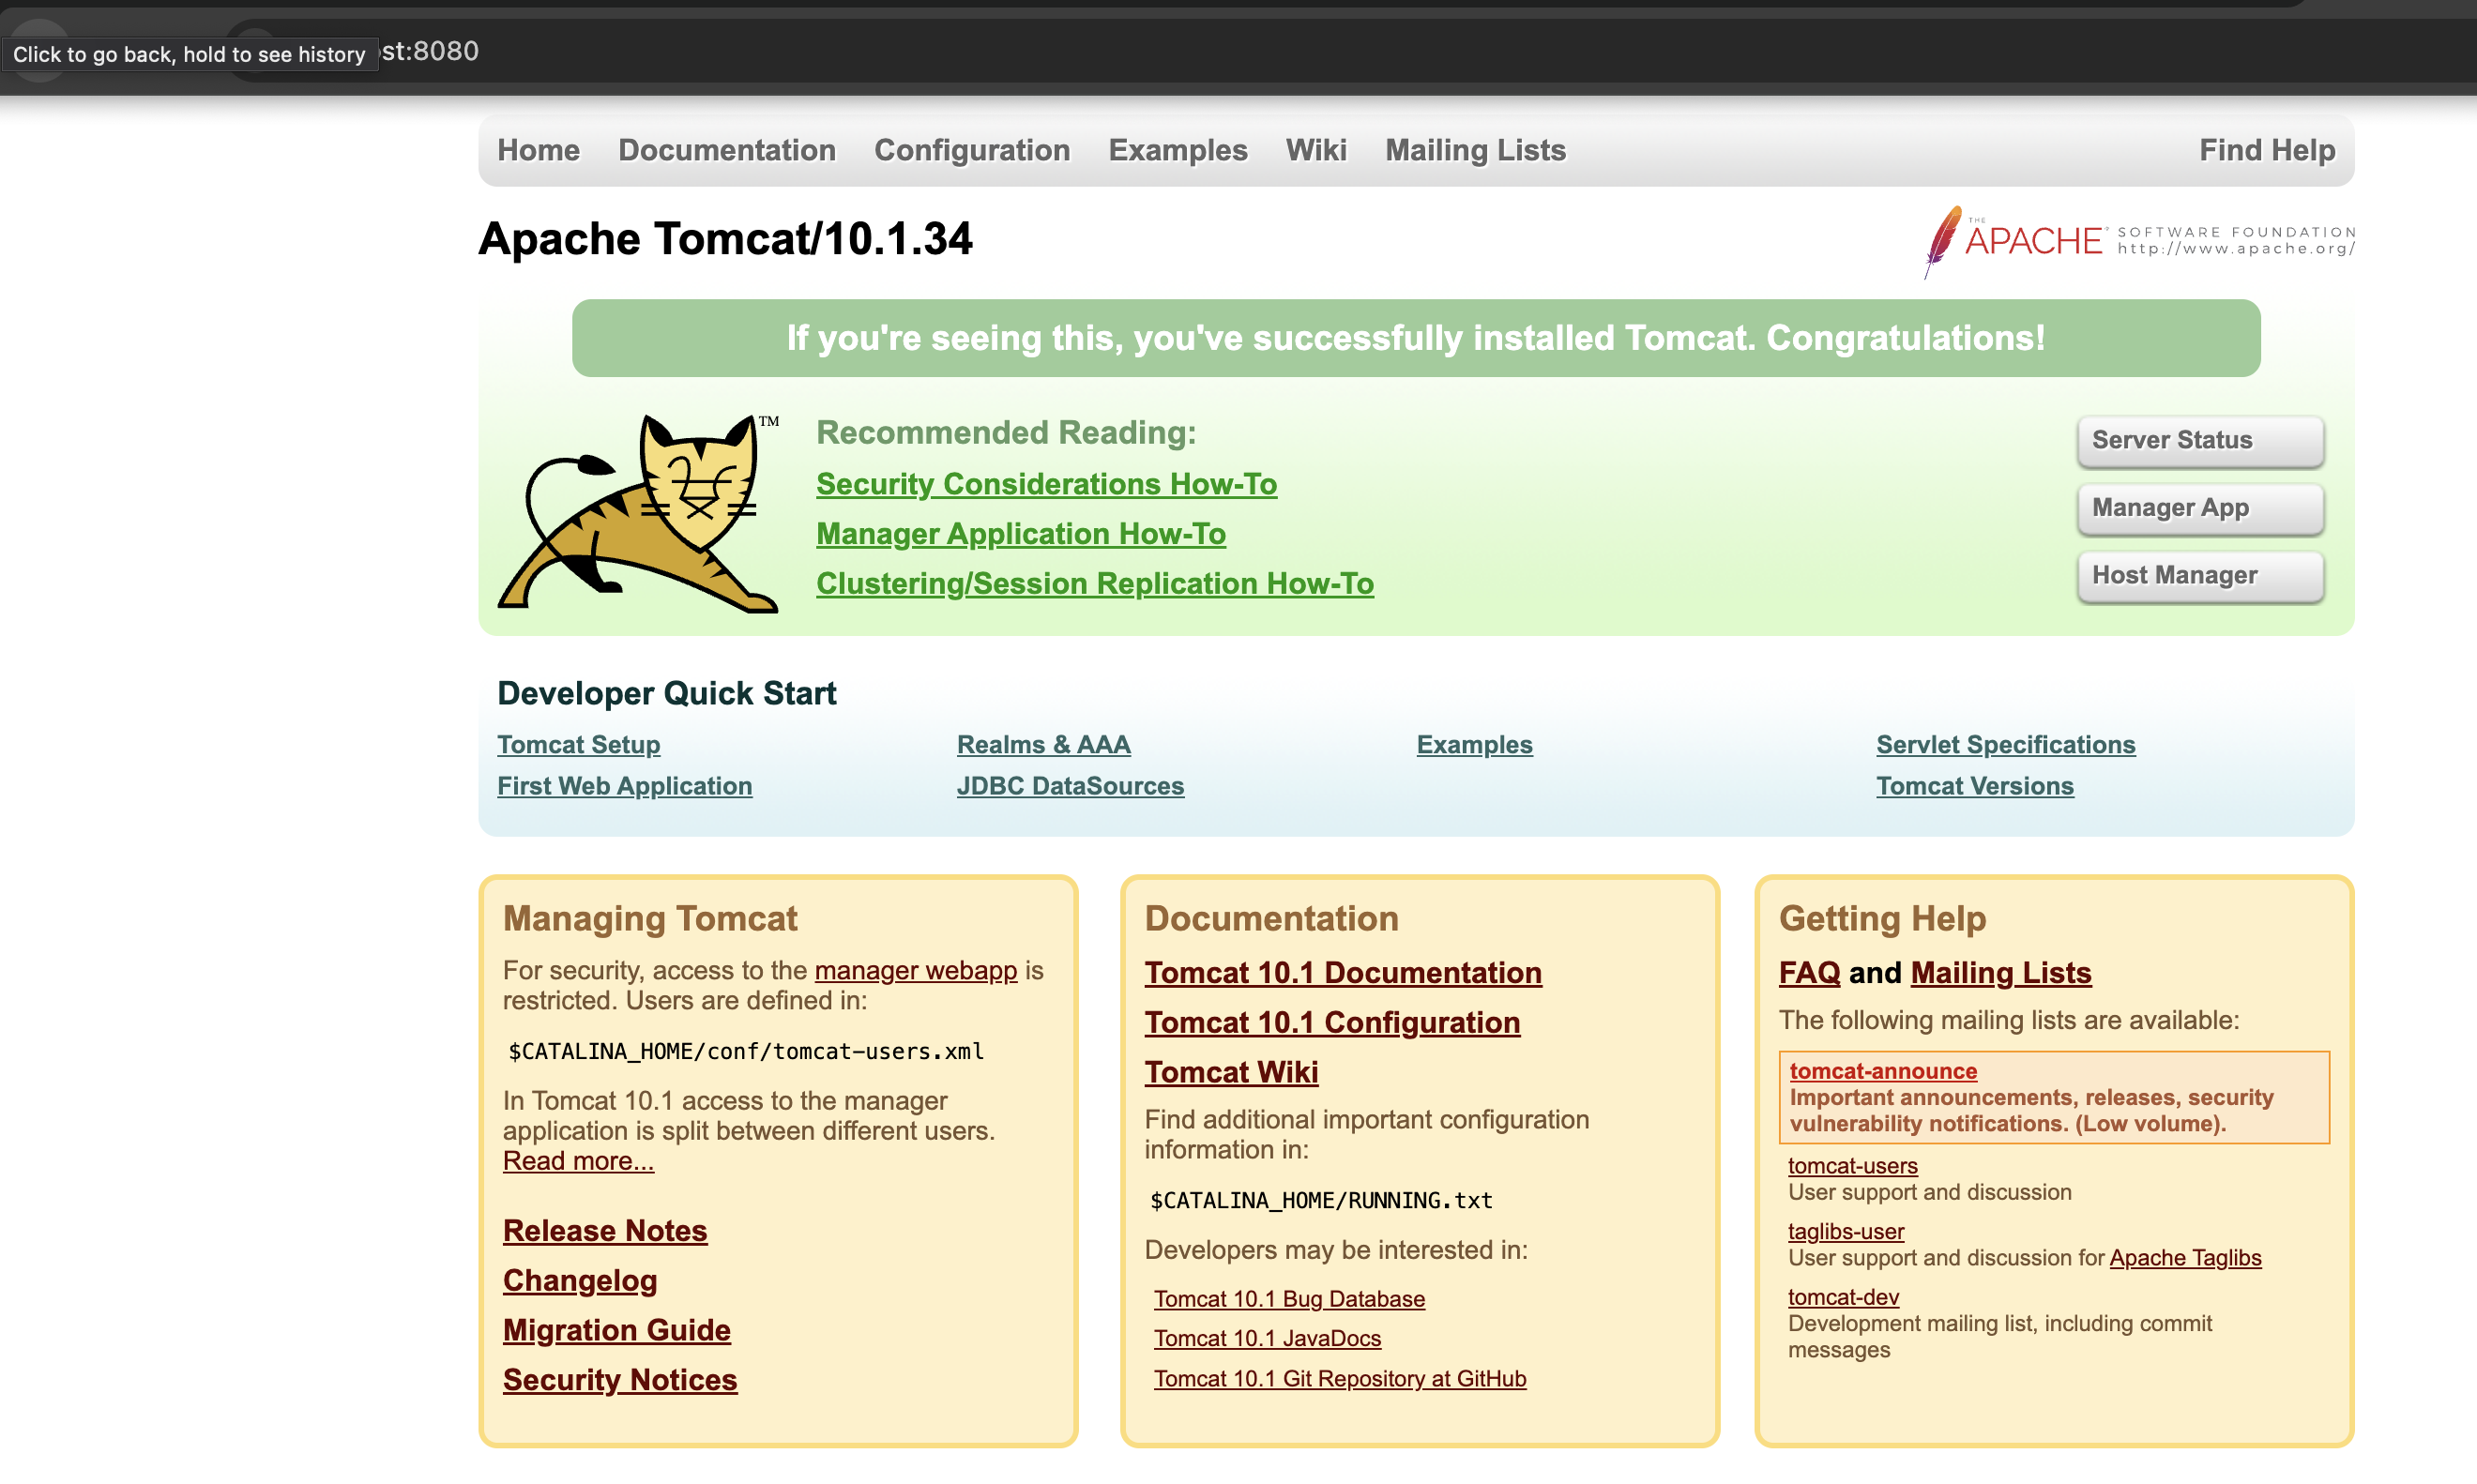 Click to go back, hold to see history
st:8080
Home Documentation Configuration Examples Wiki Mailing Lists Find Help
Apache Tomcat/10.1.34
THE APACHE® SOFTWARE FOUNDATION
http://www.apache.org/
If you're seeing this, you've successfully installed Tomcat. Congratulations!
TM
Recommended Reading:
Security Considerations How-To
Manager Application How-To
Clustering/Session Replication How-To
Server Status
Manager App
Host Manager
Developer Quick Start
Tomcat Setup
First Web Application
Realms & AAA
JDBC DataSources
Examples
Servlet Specifications
Tomcat Versions
Managing Tomcat
For security, access to the manager webapp is
restricted. Users are defined in:
$CATALINA_HOME/conf/tomcat-users.xml
In Tomcat 10.1 access to the manager
application is split between different users.
Read more...
Release Notes
Changelog
Migration Guide
Security Notices
Documentation
Tomcat 10.1 Documentation
Tomcat 10.1 Configuration
Tomcat Wiki
Find additional important configuration
information in:
$CATALINA_HOME/RUNNING.txt
Developers may be interested in:
Tomcat 10.1 Bug Database
Tomcat 10.1 JavaDocs
Tomcat 10.1 Git Repository at GitHub
Getting Help
FAQ and Mailing Lists
The following mailing lists are available:
tomcat-announce
Important announcements, releases, security
vulnerability notifications. (Low volume).
tomcat-users
User support and discussion
taglibs-user
User support and discussion for Apache Taglibs
tomcat-dev
Development mailing list, including commit
messages